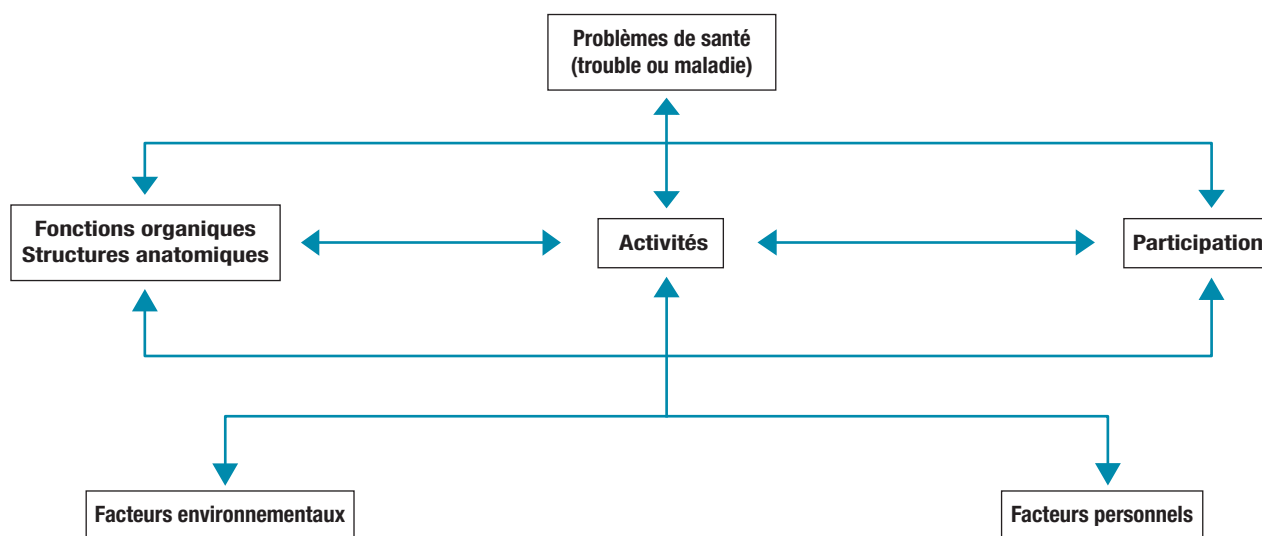 Problèmes de santé
(trouble ou maladie)
Fonctions organiques
Structures anatomiques
Activités
Participation
Facteurs environnementaux
Facteurs personnels